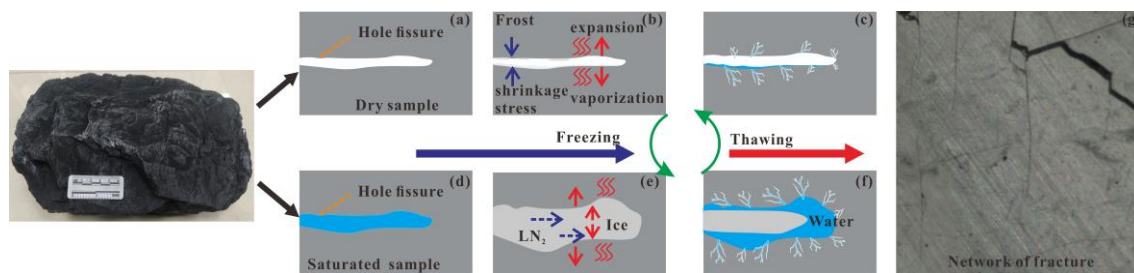 (a)
Hole fissure
Dry sample
(b)
Frost
expansion
shrinkage
stress
vaporization
(c)
(g)
Freezing
Thawing
(d)
Hole fissure
Saturated sample
(e)
LN₂
Ice
(f)
Water
Network of fracture